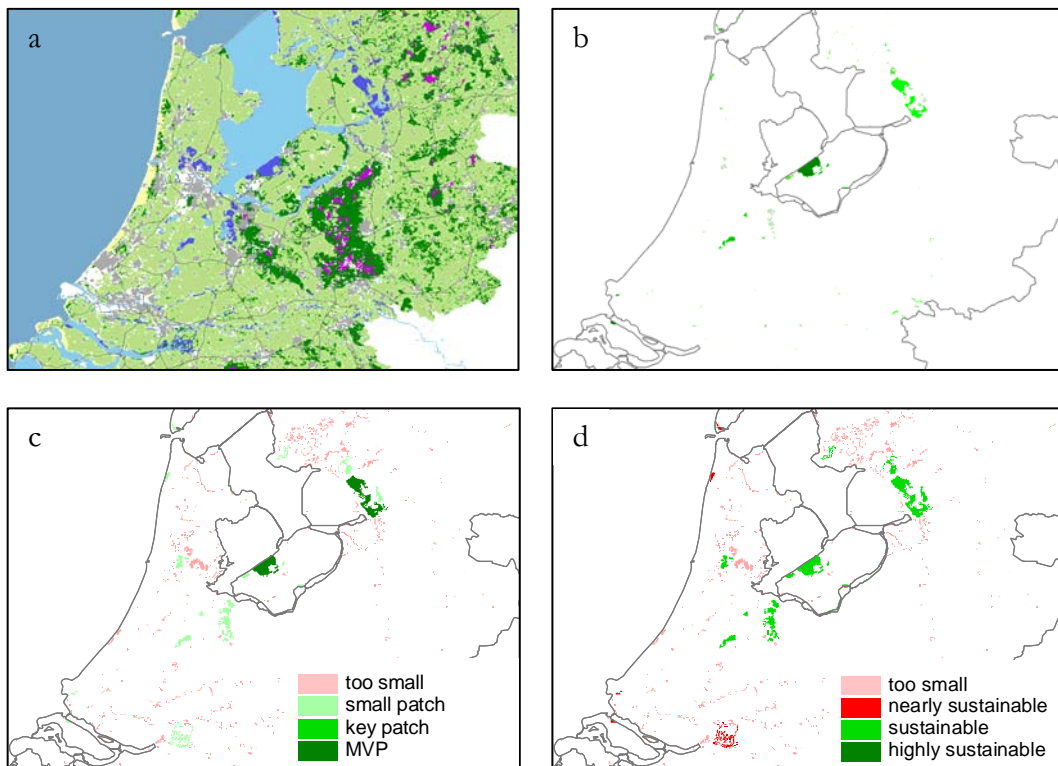 a
b
c
too small
small patch
key patch
MVP
d
too small
nearly sustainable
sustainable
highly sustainable